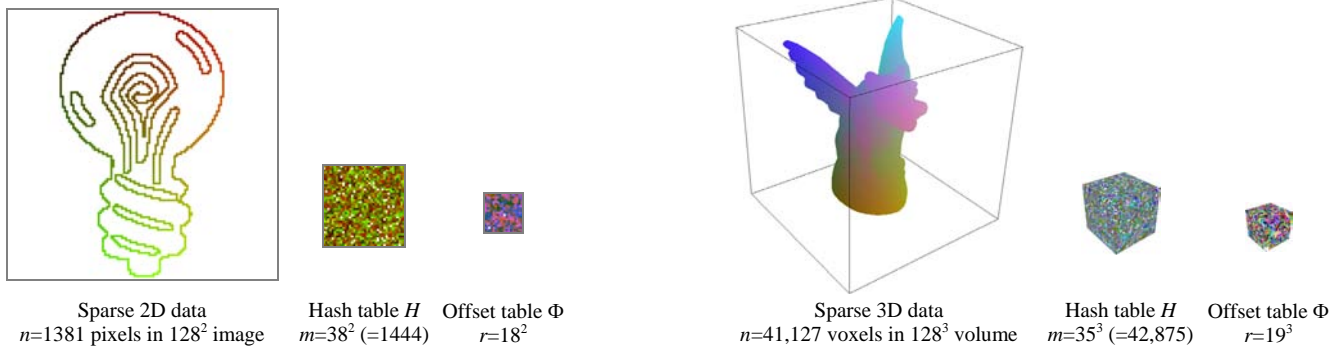 Sparse 2D data
n=1381 pixels in 128² image
Hash table H
m=38² (=1444)
Offset table Φ
r=18²
Sparse 3D data
n=41,127 voxels in 128³ volume
Hash table H
m=35³ (=42,875)
Offset table Φ
r=19³